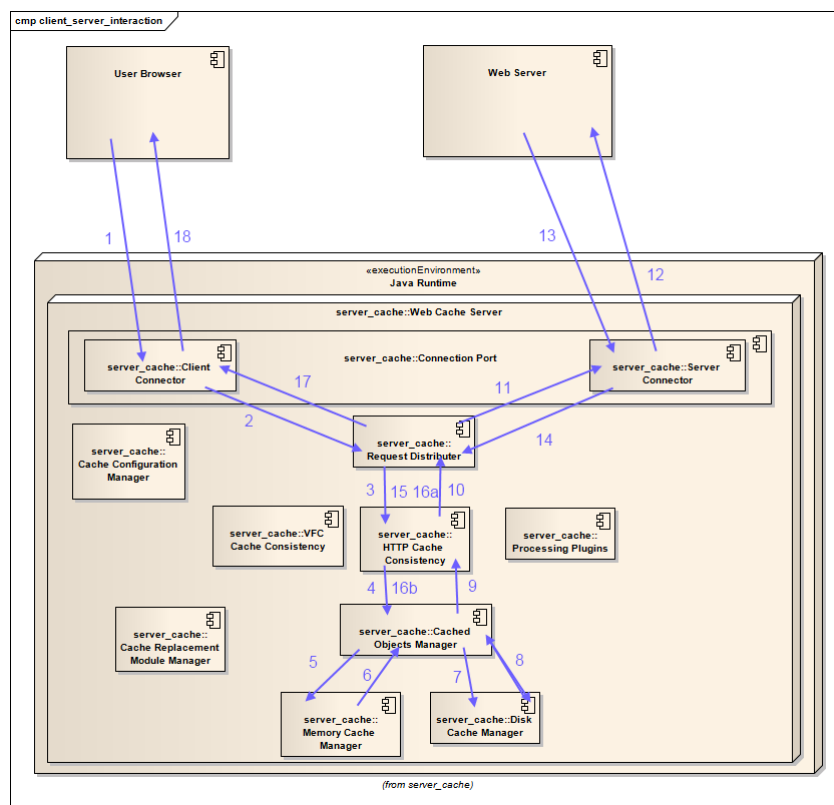 cmp client_server_interaction
User Browser
Web Server
1
18
13
12
«executionEnvironment»
Java Runtime
server_cache::Web Cache Server
server_cache::Connection Port
server_cache::Client
Connector
server_cache::Server
Connector
17
11
2
14
server_cache::
Request Distributer
server_cache::
Cache Configuration
Manager
3
15
16a
10
server_cache::VFC
Cache Consistency
server_cache::
HTTP Cache
Consistency
server_cache::
Processing Plugins
4
16b
9
server_cache::
Cache Replacement
Module Manager
server_cache::Cached
Objects Manager
5
6
7
8
server_cache::
Memory Cache
Manager
server_cache::Disk
Cache Manager
(from server_cache)